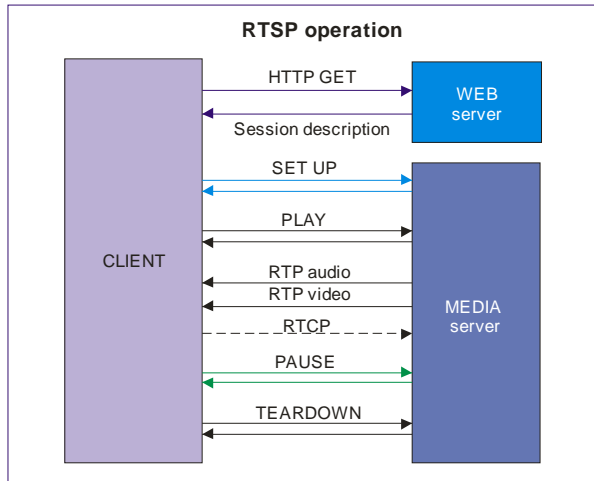 RTSP operation
HTTP GET
WEB
server
Session description
SET UP
PLAY
CLIENT
RTP audio
RTP video
MEDIA
server
RTCP
PAUSE
TEARDOWN